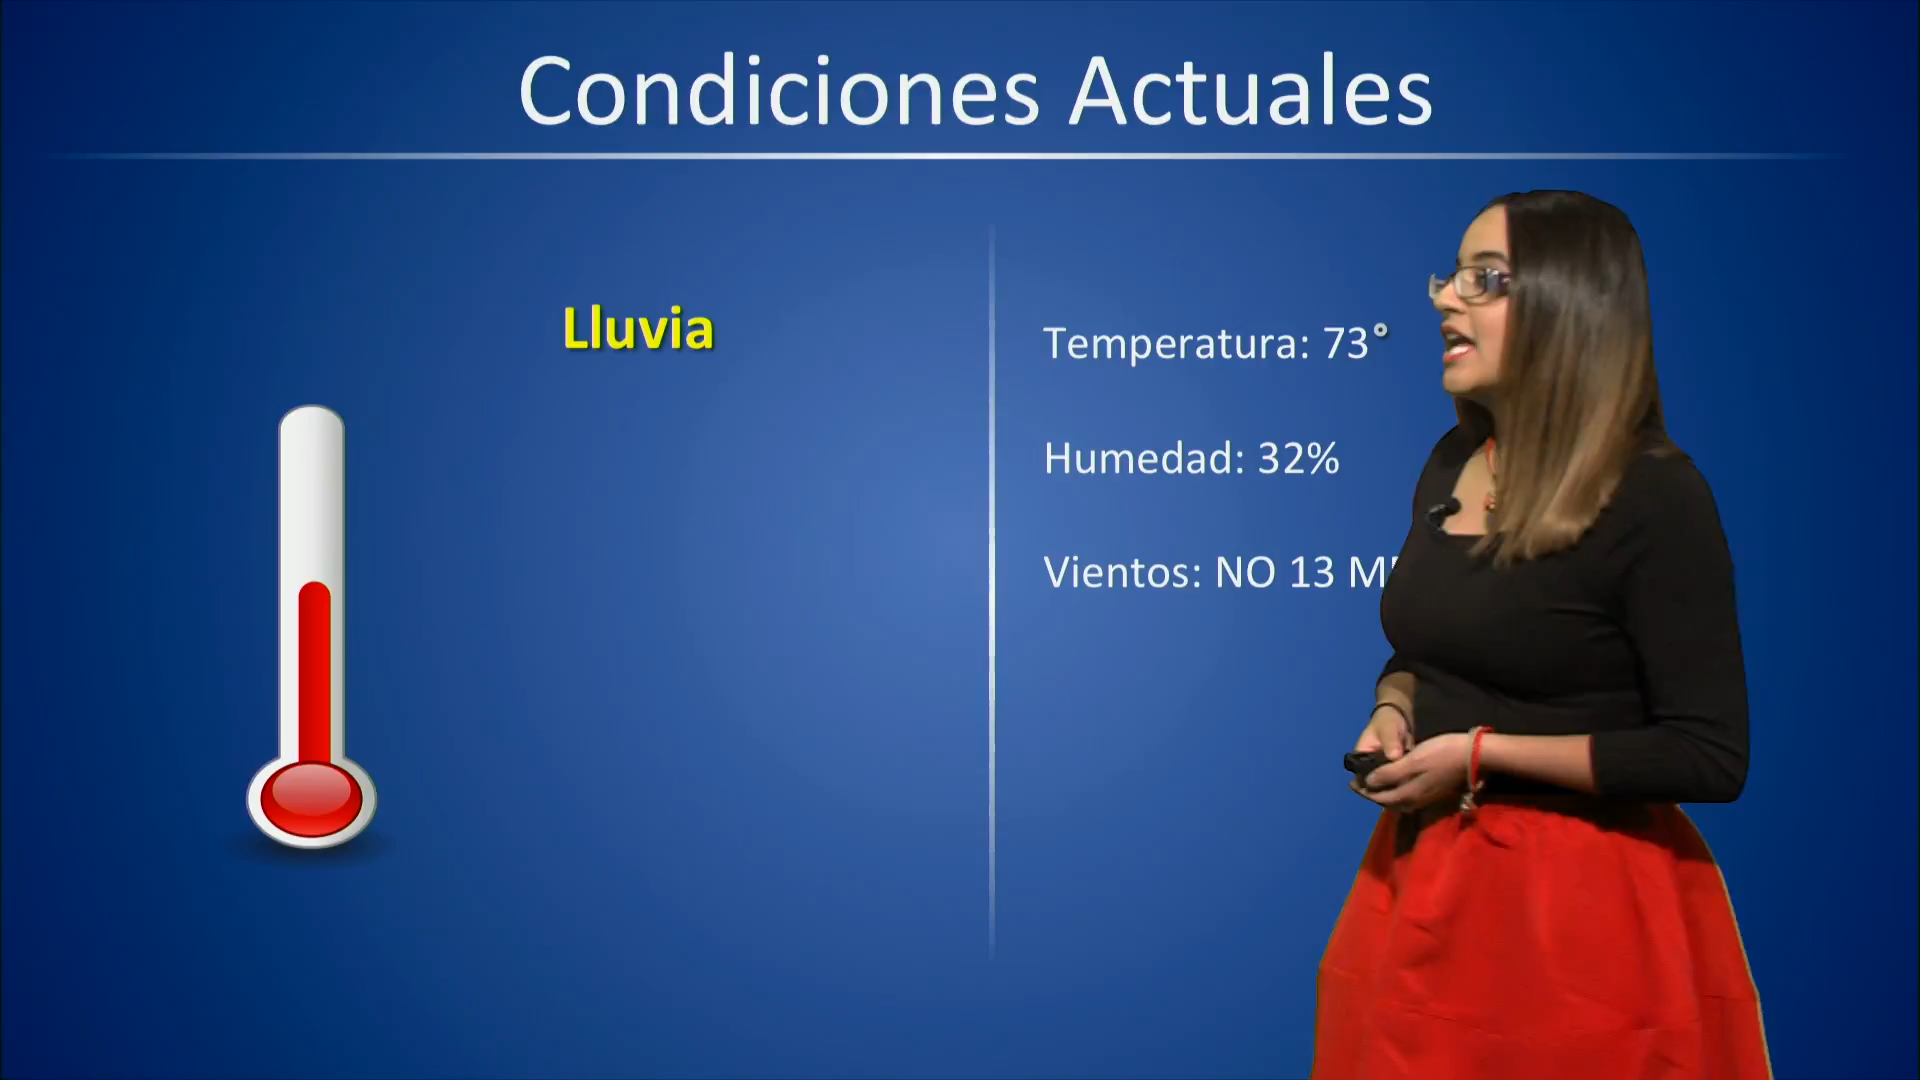 Condiciones Actuales
Lluvia
Temperatura: 73°
Humedad: 32%
Vientos: NO 13